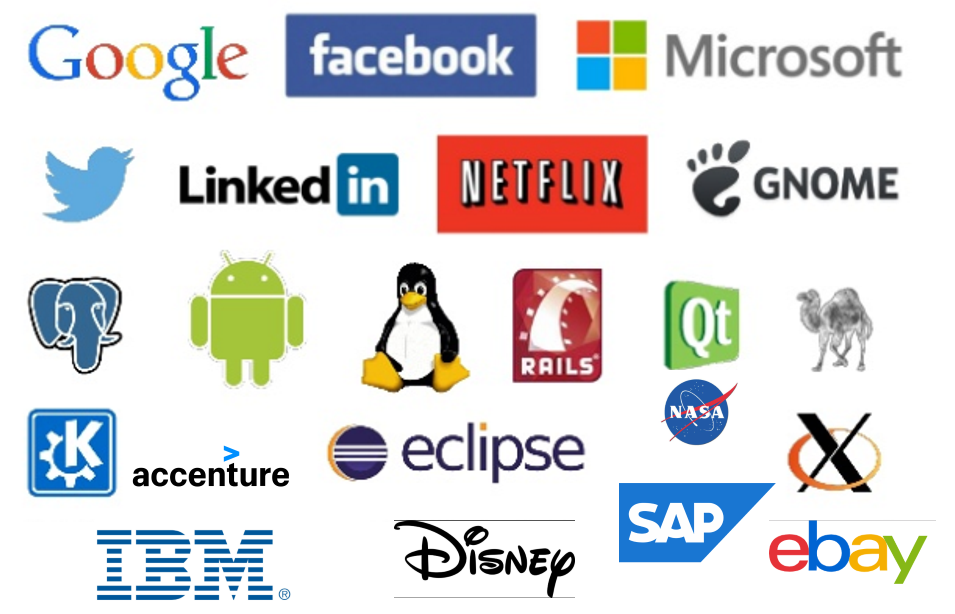 Google
facebook
Microsoft
Linked in
NETFLIX
GNOME
RAILS
Qt
NASA
K
accenture
>
eclipse
X
SAP
IBM®
Disney
ebay